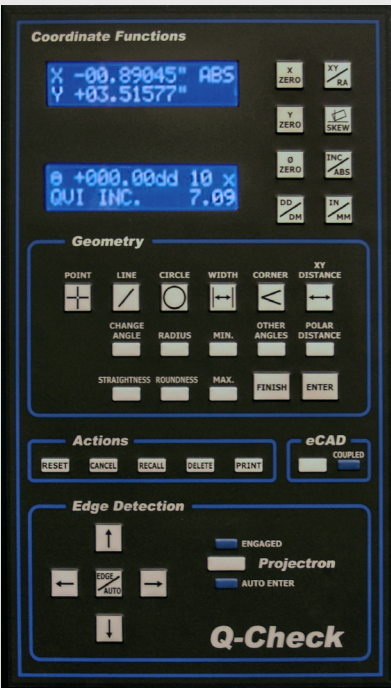 Coordinate Functions
X -00.89045" ABS
Y +03.51577"
X ZERO
XY/RA
Y ZERO
SKEW
θ +000.00dd 10 x
QVI INC. 7.09
Ø ZERO
INC/ABS
DD/DM
IN/MM
Geometry
POINT LINE CIRCLE WIDTH CORNER XY DISTANCE
CHANGE ANGLE RADIUS MIN. OTHER ANGLES POLAR DISTANCE
STRAIGHTNESS ROUNDNESS MAX. FINISH ENTER
Actions
RESET CANCEL RECALL DELETE PRINT
eCAD
COUPLED
Edge Detection
EDGE/AUTO
ENGAGED
Projectron
AUTO ENTER
Q-Check